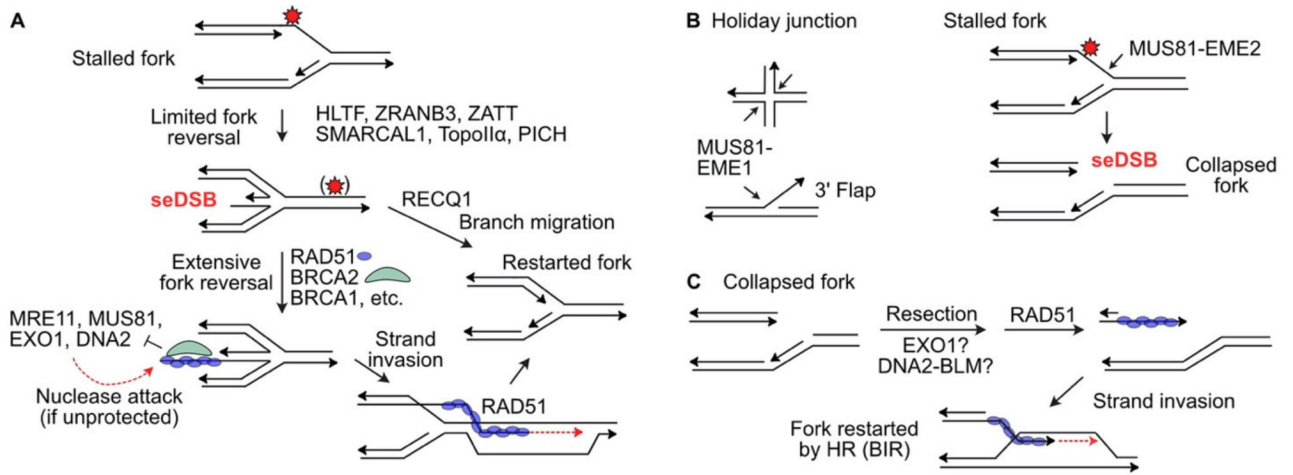 A
Stalled fork
Limited fork
reversal
HLTF, ZRANB3, ZATT
SMARCAL1, TopoIIα, PICH
seDSB
RECQ1
Branch migration
Extensive
fork reversal
RAD51
BRCA2
BRCA1, etc.
Restarted fork
MRE11, MUS81,
EXO1, DNA2
Nuclease attack
(if unprotected)
Strand
invasion
RAD51
B
Holiday junction
MUS81-
EME1
3' Flap
Stalled fork
MUS81-EME2
seDSB
Collapsed
fork
C
Collapsed fork
Resection
EXO1?
DNA2-BLM?
RAD51
Strand invasion
Fork restarted
by HR (BIR)